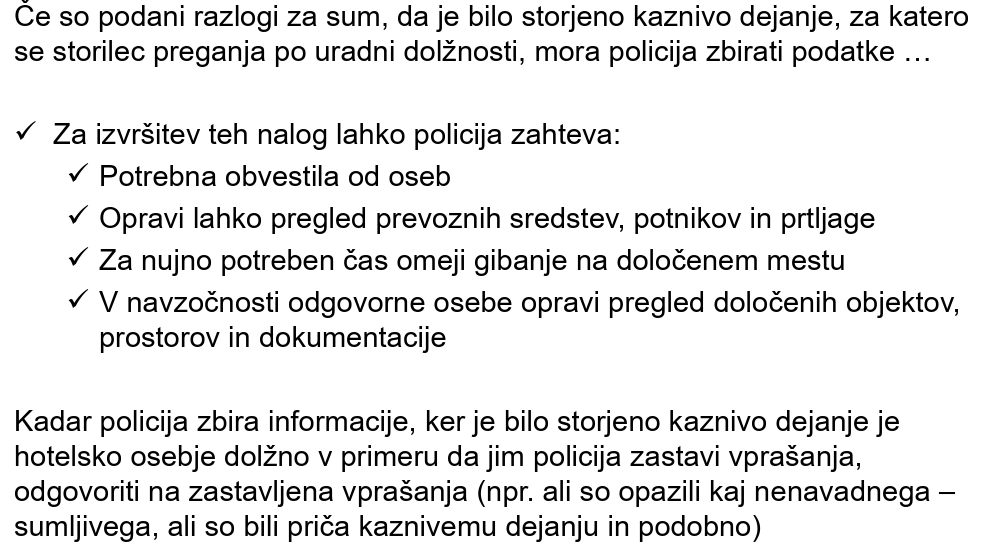 Če so podani razlogi za sum, da je bilo storjeno kaznivo dejanje, za katero
se storilec preganja po uradni dolžnosti, mora policija zbirati podatke …
✓ Za izvršitev teh nalog lahko policija zahteva:
✓ Potrebna obvestila od oseb
✓ Opravi lahko pregled prevoznih sredstev, potnikov in prtljage
✓ Za nujno potreben čas omeji gibanje na določenem mestu
✓ V navzočnosti odgovorne osebe opravi pregled določenih objektov,
prostorov in dokumentacije
Kadar policija zbira informacije, ker je bilo storjeno kaznivo dejanje je
hotelsko osebje dolžno v primeru da jim policija zastavi vprašanja,
odgovoriti na zastavljena vprašanja (npr. ali so opazili kaj nenavadnega –
sumljivega, ali so bili priča kaznivemu dejanju in podobno)